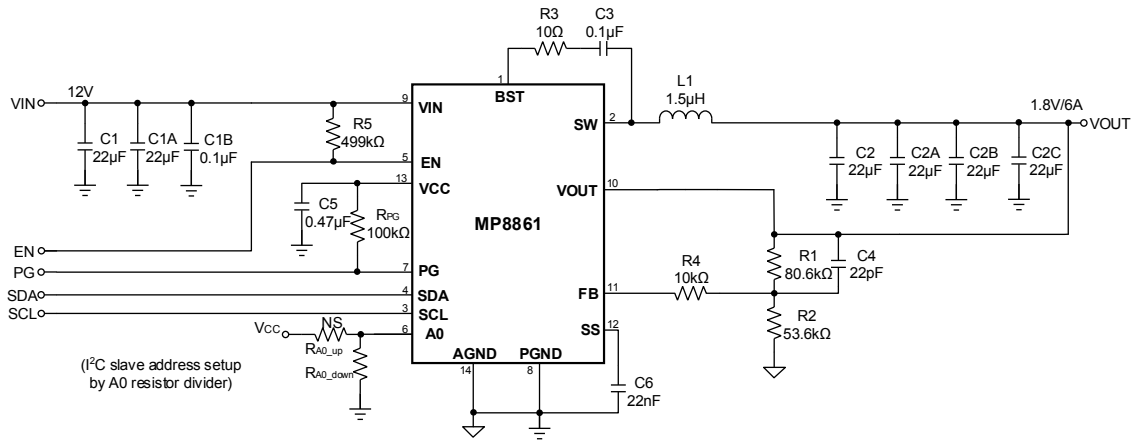 R3
10Ω
C3
0.1μF
1
BST
L1
1.5μH
12V
VIN
9
VIN
SW
2
1.8V/6A
VOUT
C1
22μF
C1A
22μF
C1B
0.1μF
R5
499kΩ
5
EN
C2
22μF
C2A
22μF
C2B
22μF
C2C
22μF
13
VCC
VOUT
10
C5
0.47μF
RPG
100kΩ
MP8861
EN
PG
7
PG
R1
80.6kΩ
C4
22pF
R4
10kΩ
FB
11
SDA
4
SDA
SCL
3
SCL
R2
53.6kΩ
SS
12
VCC
NS
6
A0
RA0_up
RA0_down
(I²C slave address setup
by A0 resistor divider)
AGND
14
PGND
8
C6
22nF